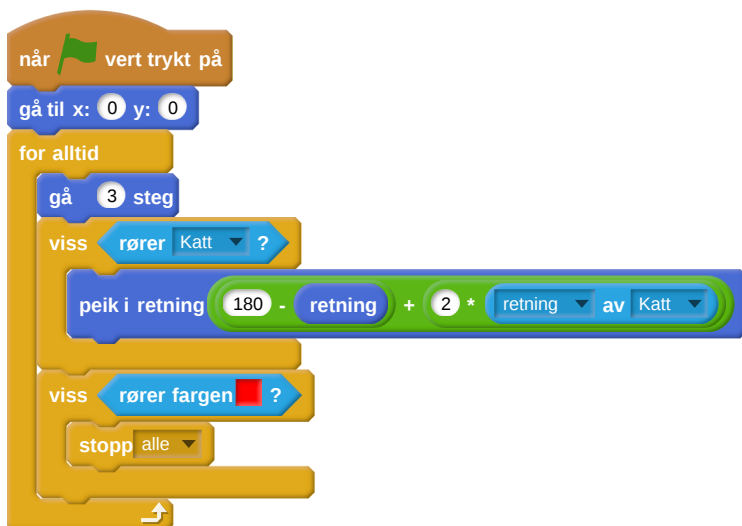 når vert trykt på
gå til x: 0 y: 0
for alltid
gå 3 steg
viss rører Katt ?
peik i retning 180 - retning + 2 * retning av Katt
viss rører fargen ?
stopp alle